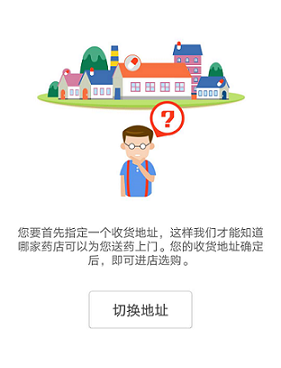 ?
您要首先指定一个收货地址，这样我们才能知道
哪家药店可以为您送药上门。您的收货地址确定
后，即可进店选购。
切换地址